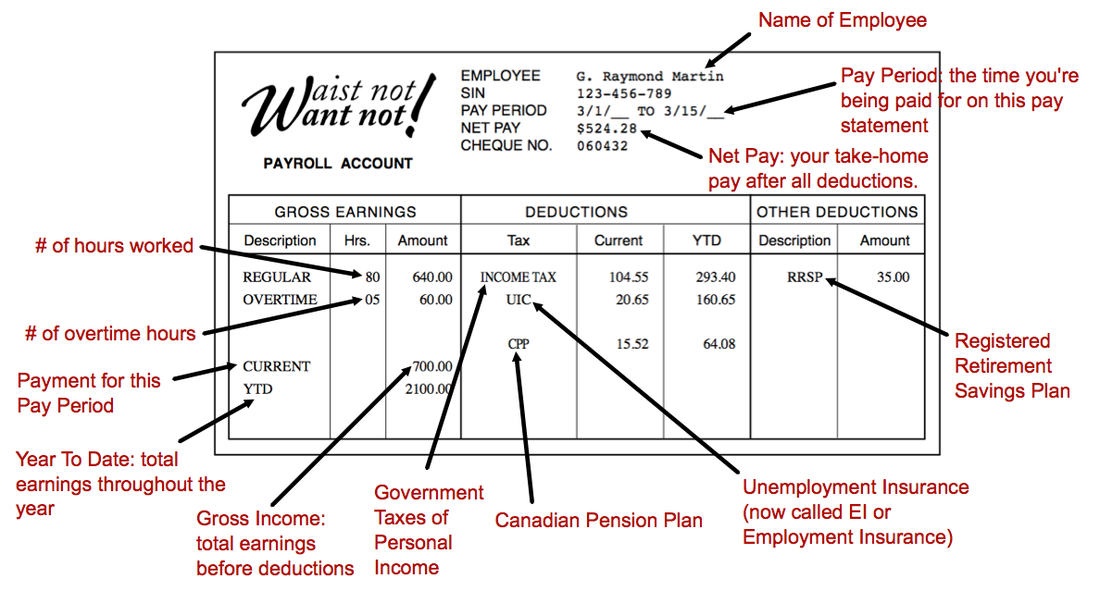 Name of Employee
Waist not
Want not!
PAYROLL ACCOUNT
EMPLOYEE G. Raymond Martin
SIN 123-456-789
PAY PERIOD 3/1/__ TO 3/15/__
NET PAY $524.28
CHEQUE NO. 060432
Pay Period: the time you're
being paid for on this pay
statement
Net Pay: your take-home
pay after all deductions.
GROSS EARNINGS DEDUCTIONS OTHER DEDUCTIONS
Description Hrs. Amount Tax Current YTD Description Amount
REGULAR 80 640.00 INCOME TAX 104.55 293.40 RRSP 35.00
OVERTIME 05 60.00 UIC 20.65 160.65
CPP 15.52 64.08
CURRENT 700.00
YTD 2100.00
# of hours worked
# of overtime hours
Payment for this
Pay Period
Year To Date: total
earnings throughout the
year
Gross Income:
total earnings
before deductions
Government
Taxes of
Personal
Income
Canadian Pension Plan
Unemployment Insurance
(now called EI or
Employment Insurance)
Registered
Retirement
Savings Plan